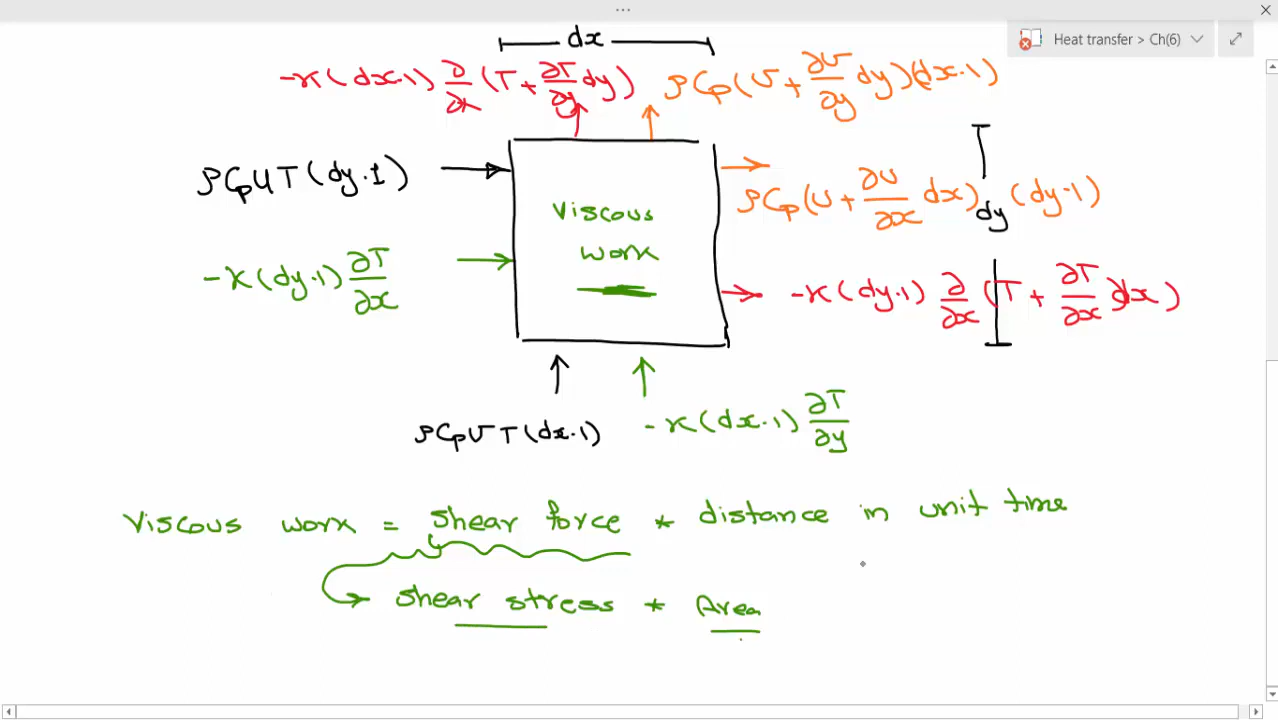 Heat transfer > Ch(6)
dx
-K(dx·1) ∂/∂x (T + ∂T/∂y dy)
ρCp(v + ∂v/∂y dy)(dx·1)
ρCpuT(dy·1)
Viscous
work
ρCp(u + ∂u/∂x dx)(dy·1)
dy
-K(dy·1) ∂T/∂x
-K(dy·1) ∂/∂x (T + ∂T/∂x dx)
ρCpvT(dx·1)
-K(dx·1) ∂T/∂y
Viscous work = shear force * distance in unit time
shear stress * Area